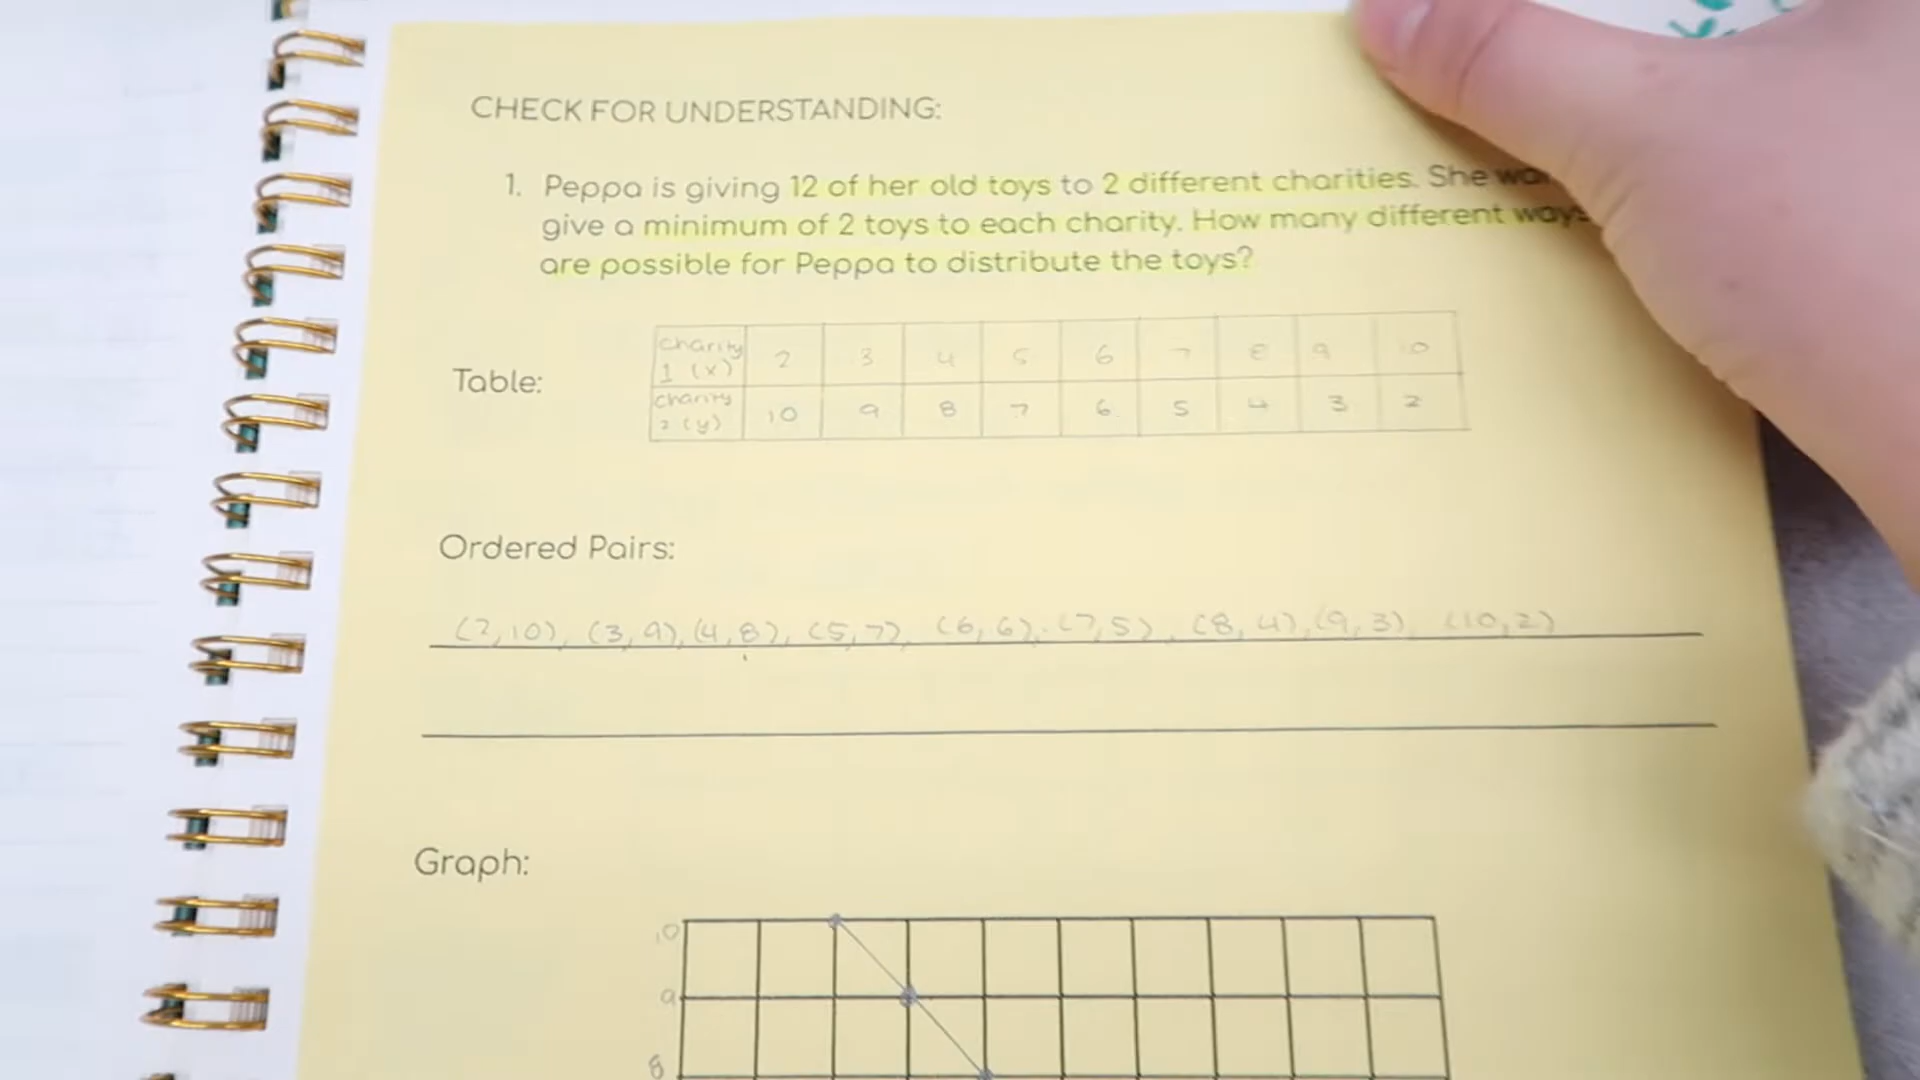 CHECK FOR UNDERSTANDING:
1. Peppa is giving 12 of her old toys to 2 different charities. She
give a minimum of 2 toys to each charity. How many different ways
are possible for Peppa to distribute the toys?
Table:
charity 1 (x) 2 3 4 5 6 7 8 9 10
charity 2 (y) 10 9 8 7 6 5 4 3 2
Ordered Pairs:
(2,10), (3,9), (4,8), (5,7), (6,6), (7,5), (8,4), (9,3), (10,2)
Graph:
10
9
8